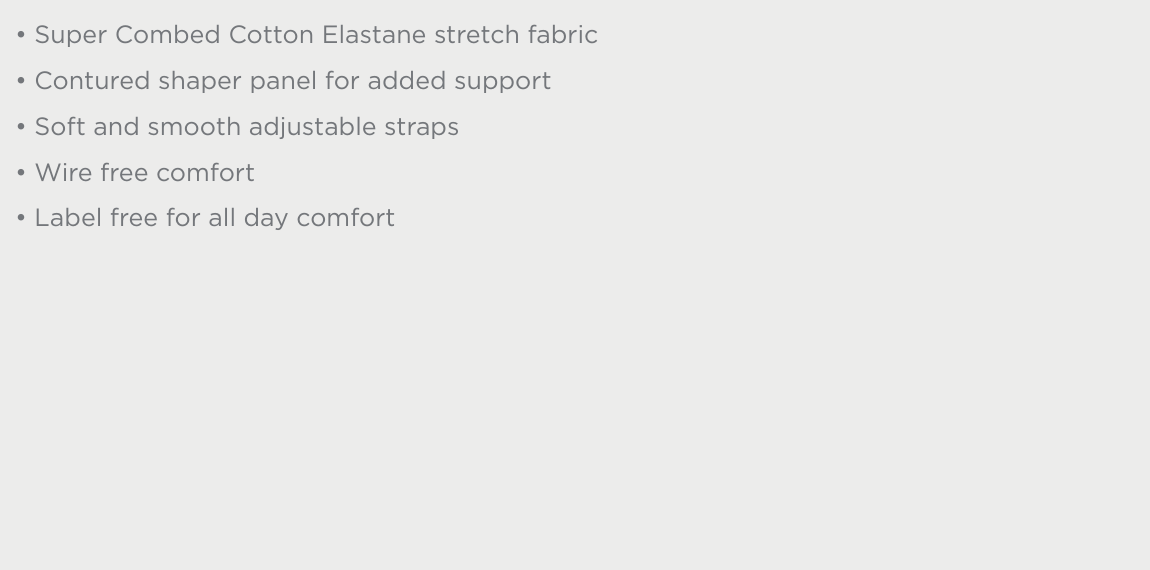 • Super Combed Cotton Elastane stretch fabric
• Contured shaper panel for added support
• Soft and smooth adjustable straps
• Wire free comfort
• Label free for all day comfort